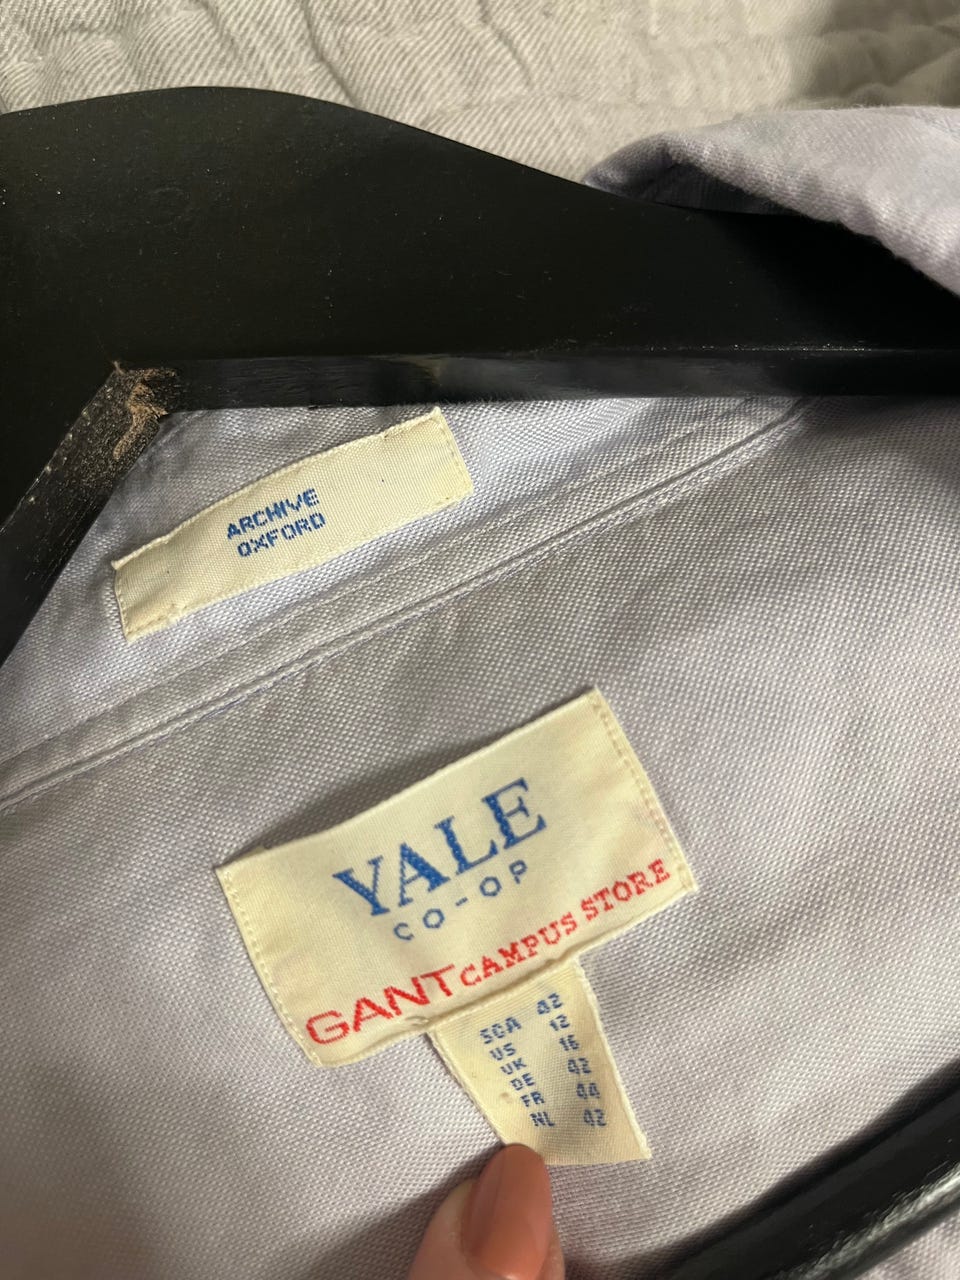 ARCHIVE
OXFORD
YALE
CO-OP
GANT CAMPUS STORE
SCA 42
US 12
UK 16
DE 42
FR 44
NL 42